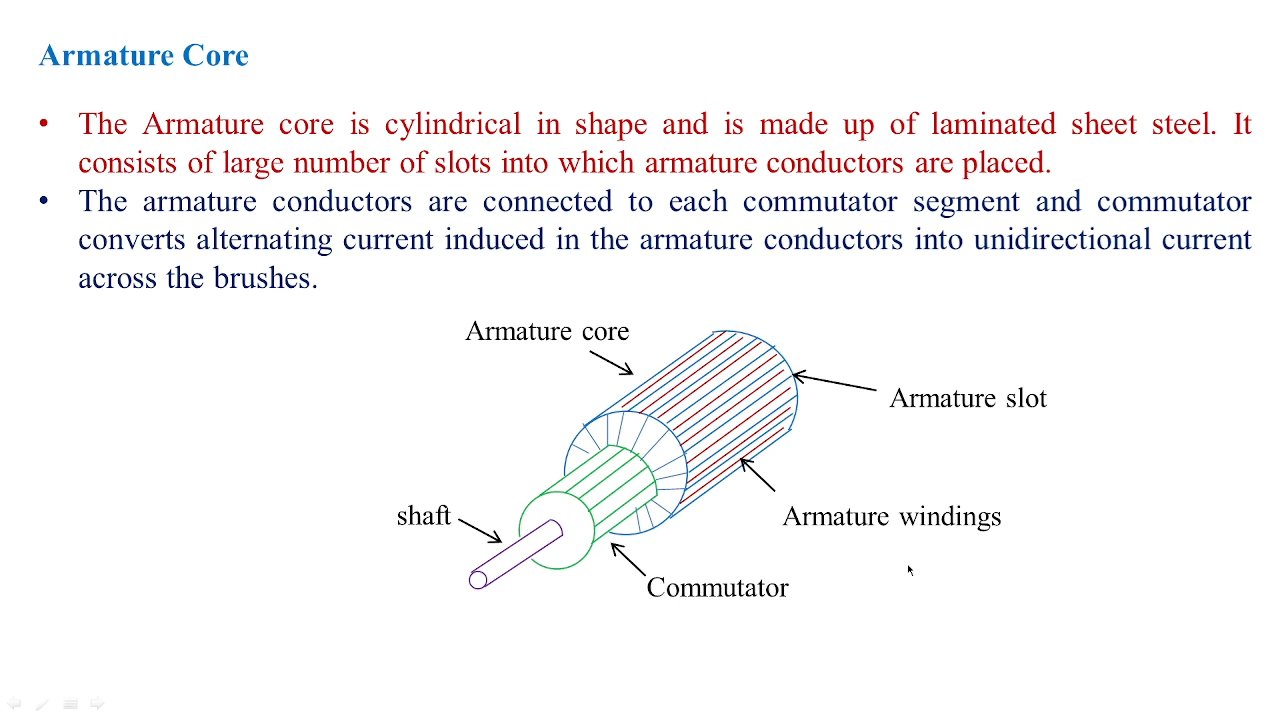 Armature Core
• The Armature core is cylindrical in shape and is made up of laminated sheet steel. It
consists of large number of slots into which armature conductors are placed.
• The armature conductors are connected to each commutator segment and commutator
converts alternating current induced in the armature conductors into unidirectional current
across the brushes.
Armature core
Armature slot
shaft
Armature windings
Commutator